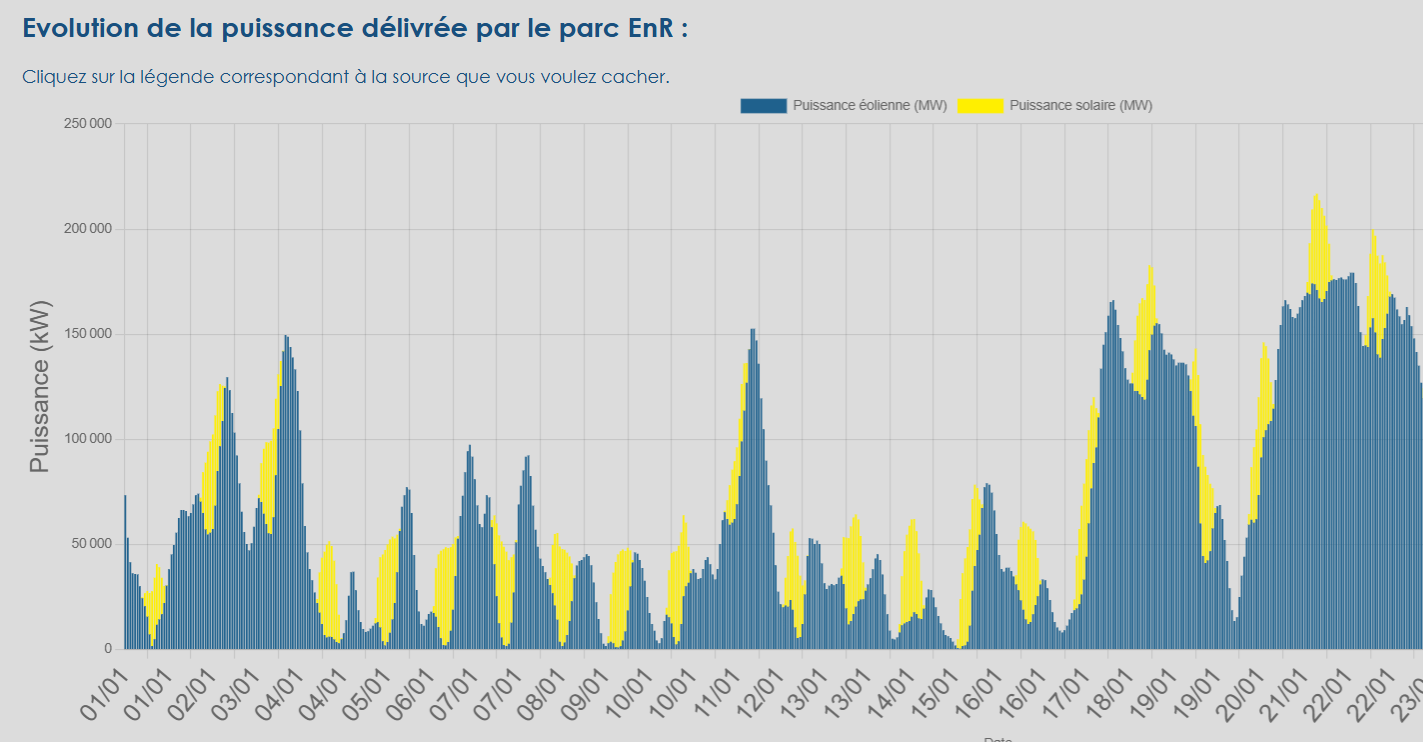 Evolution de la puissance délivrée par le parc EnR :
Cliquez sur la légende correspondant à la source que vous voulez cacher.
Puissance éolienne (MW) Puissance solaire (MW)
250 000
200 000
150 000
100 000
50 000
0
Puissance (kW)
01/01 01/01 02/01 03/01 04/01 04/01 05/01 06/01 07/01 07/01 08/01 09/01 10/01 10/01 11/01 12/01 13/01 13/01 14/01 15/01 16/01 16/01 17/01 18/01 19/01 19/01 20/01 21/01 22/01 22/01